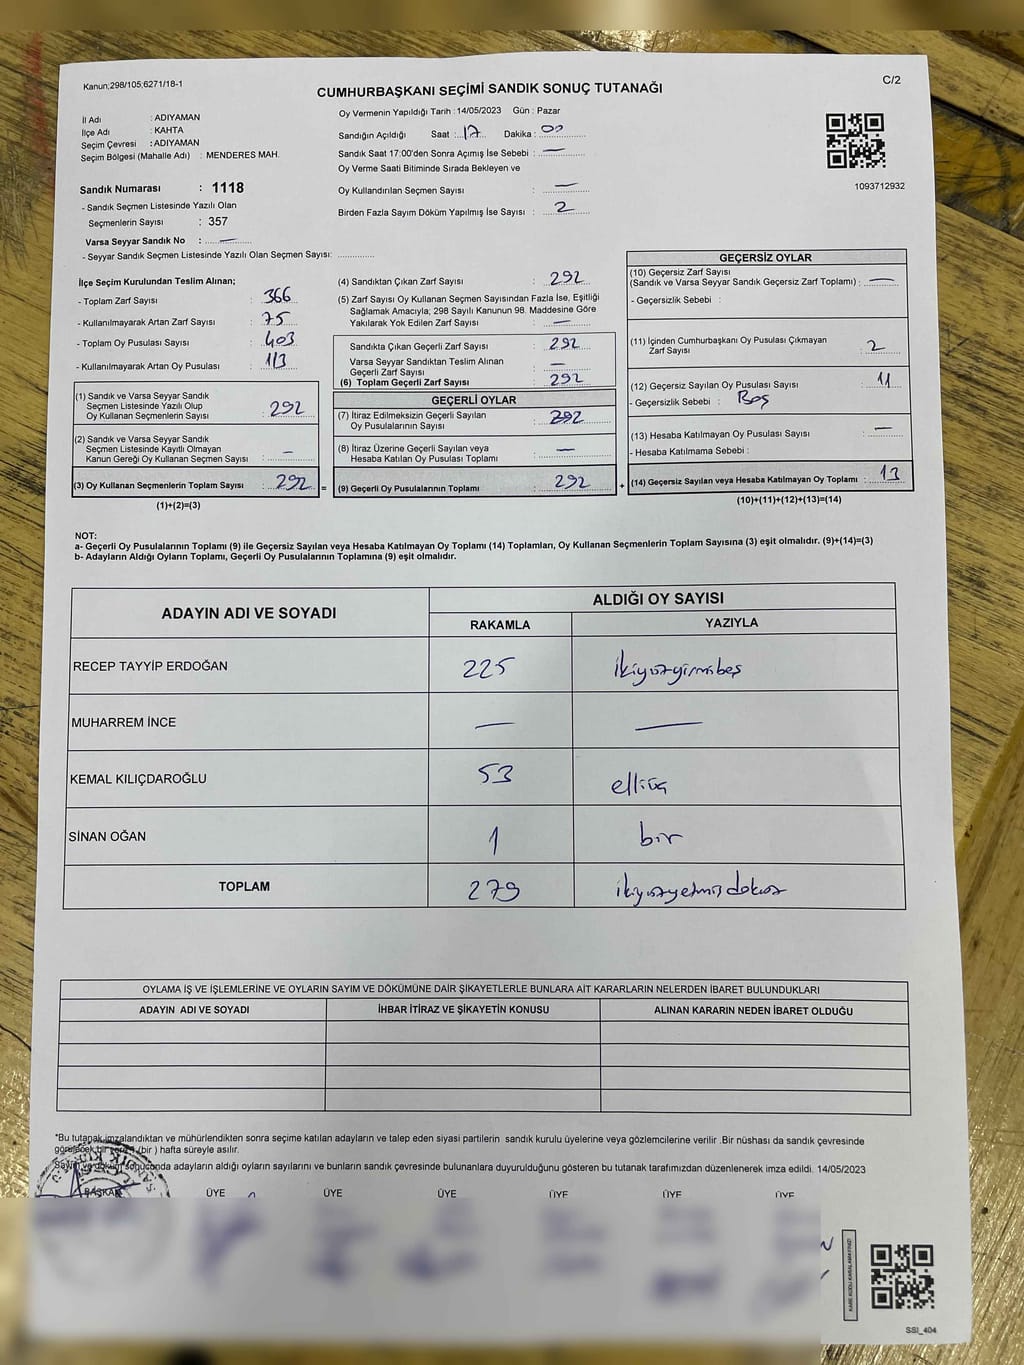 Kanun;298/105;6271/18-1
C/2
CUMHURBAŞKANI SEÇİMİ SANDIK SONUÇ TUTANAĞI
İl Adı : ADIYAMAN
İlçe Adı : KAHTA
Seçim Çevresi : ADIYAMAN
Seçim Bölgesi (Mahalle Adı) : MENDERES MAH.
Sandık Numarası : 1118
- Sandık Seçmen Listesinde Yazılı Olan
Seçmenlerin Sayısı : 357
Varsa Seyyar Sandık No : —
- Seyyar Sandık Seçmen Listesinde Yazılı Olan Seçmen Sayısı: ..............
Oy Vermenin Yapıldığı Tarih : 14/05/2023 Gün : Pazar
Sandığın Açıldığı Saat : 17 Dakika : 00
Sandık Saat 17:00'den Sonra Açımış İse Sebebi : —
Oy Verme Saati Bitiminde Sırada Bekleyen ve
Oy Kullandırılan Seçmen Sayısı : —
Birden Fazla Sayım Döküm Yapılmış İse Sayısı : 2
1093712932
İlçe Seçim Kurulundan Teslim Alınan;
- Toplam Zarf Sayısı : 366
- Kullanılmayarak Artan Zarf Sayısı : 75
- Toplam Oy Pusulası Sayısı : 403
- Kullanılmayarak Artan Oy Pusulası : 113
(1) Sandık ve Varsa Seyyar Sandık
Seçmen Listesinde Yazılı Olup
Oy Kullanan Seçmenlerin Sayısı : 292
(2) Sandık ve Varsa Seyyar Sandık
Seçmen Listesinde Kayıtlı Olmayan
Kanun Gereği Oy Kullanan Seçmen Sayısı : —
(3) Oy Kullanan Seçmenlerin Toplam Sayısı : 292 =
(1)+(2)=(3)
(4) Sandıktan Çıkan Zarf Sayısı : 292
(5) Zarf Sayısı Oy Kullanan Seçmen Sayısından Fazla İse, Eşitliği
Sağlamak Amacıyla; 298 Sayılı Kanunun 98. Maddesine Göre
Yakılarak Yok Edilen Zarf Sayısı : —
Sandıkta Çıkan Geçerli Zarf Sayısı : 292
Varsa Seyyar Sandıktan Teslim Alınan
Geçerli Zarf Sayısı : —
(6) Toplam Geçerli Zarf Sayısı : 292
GEÇERLİ OYLAR
(7) İtiraz Edilmeksizin Geçerli Sayılan
Oy Pusulalarının Sayısı : 292
(8) İtiraz Üzerine Geçerli Sayılan veya
Hesaba Katılan Oy Pusulası Toplamı : —
(9) Geçerli Oy Pusulalarının Toplamı : 292 +
GEÇERSİZ OYLAR
(10) Geçersiz Zarf Sayısı
(Sandık ve Varsa Seyyar Sandık Geçersiz Zarf Toplamı) : —
- Geçersizlik Sebebi :
(11) İçinden Cumhurbaşkanı Oy Pusulası Çıkmayan
Zarf Sayısı : 2
(12) Geçersiz Sayılan Oy Pusulası Sayısı : 11
- Geçersizlik Sebebi : Boş
(13) Hesaba Katılmayan Oy Pusulası Sayısı : —
- Hesaba Katılmama Sebebi :
(14) Geçersiz Sayılan veya Hesaba Katılmayan Oy Toplamı : 13
(10)+(11)+(12)+(13)=(14)
NOT:
a- Geçerli Oy Pusulalarının Toplamı (9) ile Geçersiz Sayılan veya Hesaba Katılmayan Oy Toplamı (14) Toplamları, Oy Kullanan Seçmenlerin Toplam Sayısına (3) eşit olmalıdır. (9)+(14)=(3)
b- Adayların Aldığı Oyların Toplamı, Geçerli Oy Pusulalarının Toplamına (9) eşit olmalıdır.
ADAYIN ADI VE SOYADI
ALDIĞI OY SAYISI
RAKAMLA YAZIYLA
RECEP TAYYİP ERDOĞAN 225 ikiyüzyirmibeş
MUHARREM İNCE — —
KEMAL KILIÇDAROĞLU 53 elliüç
SİNAN OĞAN 1 bir
TOPLAM 279 ikiyüzyetmişdokuz
OYLAMA İŞ VE İŞLEMLERİNE VE OYLARIN SAYIM VE DÖKÜMÜNE DAİR ŞİKAYETLERLE BUNLARA AİT KARARLARIN NELERDEN İBARET BULUNDUKLARI
ADAYIN ADI VE SOYADI İHBAR İTİRAZ VE ŞİKAYETİN KONUSU ALINAN KARARIN NEDEN İBARET OLDUĞU
*Bu tutanak imzalandıktan ve mühürlendikten sonra seçime katılan adayların ve talep eden siyasi partilerin sandık kurulu üyelerine veya gözlemcilerine verilir .Bir nüshası da sandık çevresinde
görülecek bir yere 1 (bir ) hafta süreyle asılır.
Sayım ve döküm sonucunda adayların aldığı oyların sayılarını ve bunların sandık çevresinde bulunanlara duyurulduğunu gösteren bu tutanak tarafımızdan düzenlenerek imza edildi. 14/05/2023
BAŞKAN ÜYE ÜYE ÜYE ÜYE ÜYE ÜYE
SSI_404